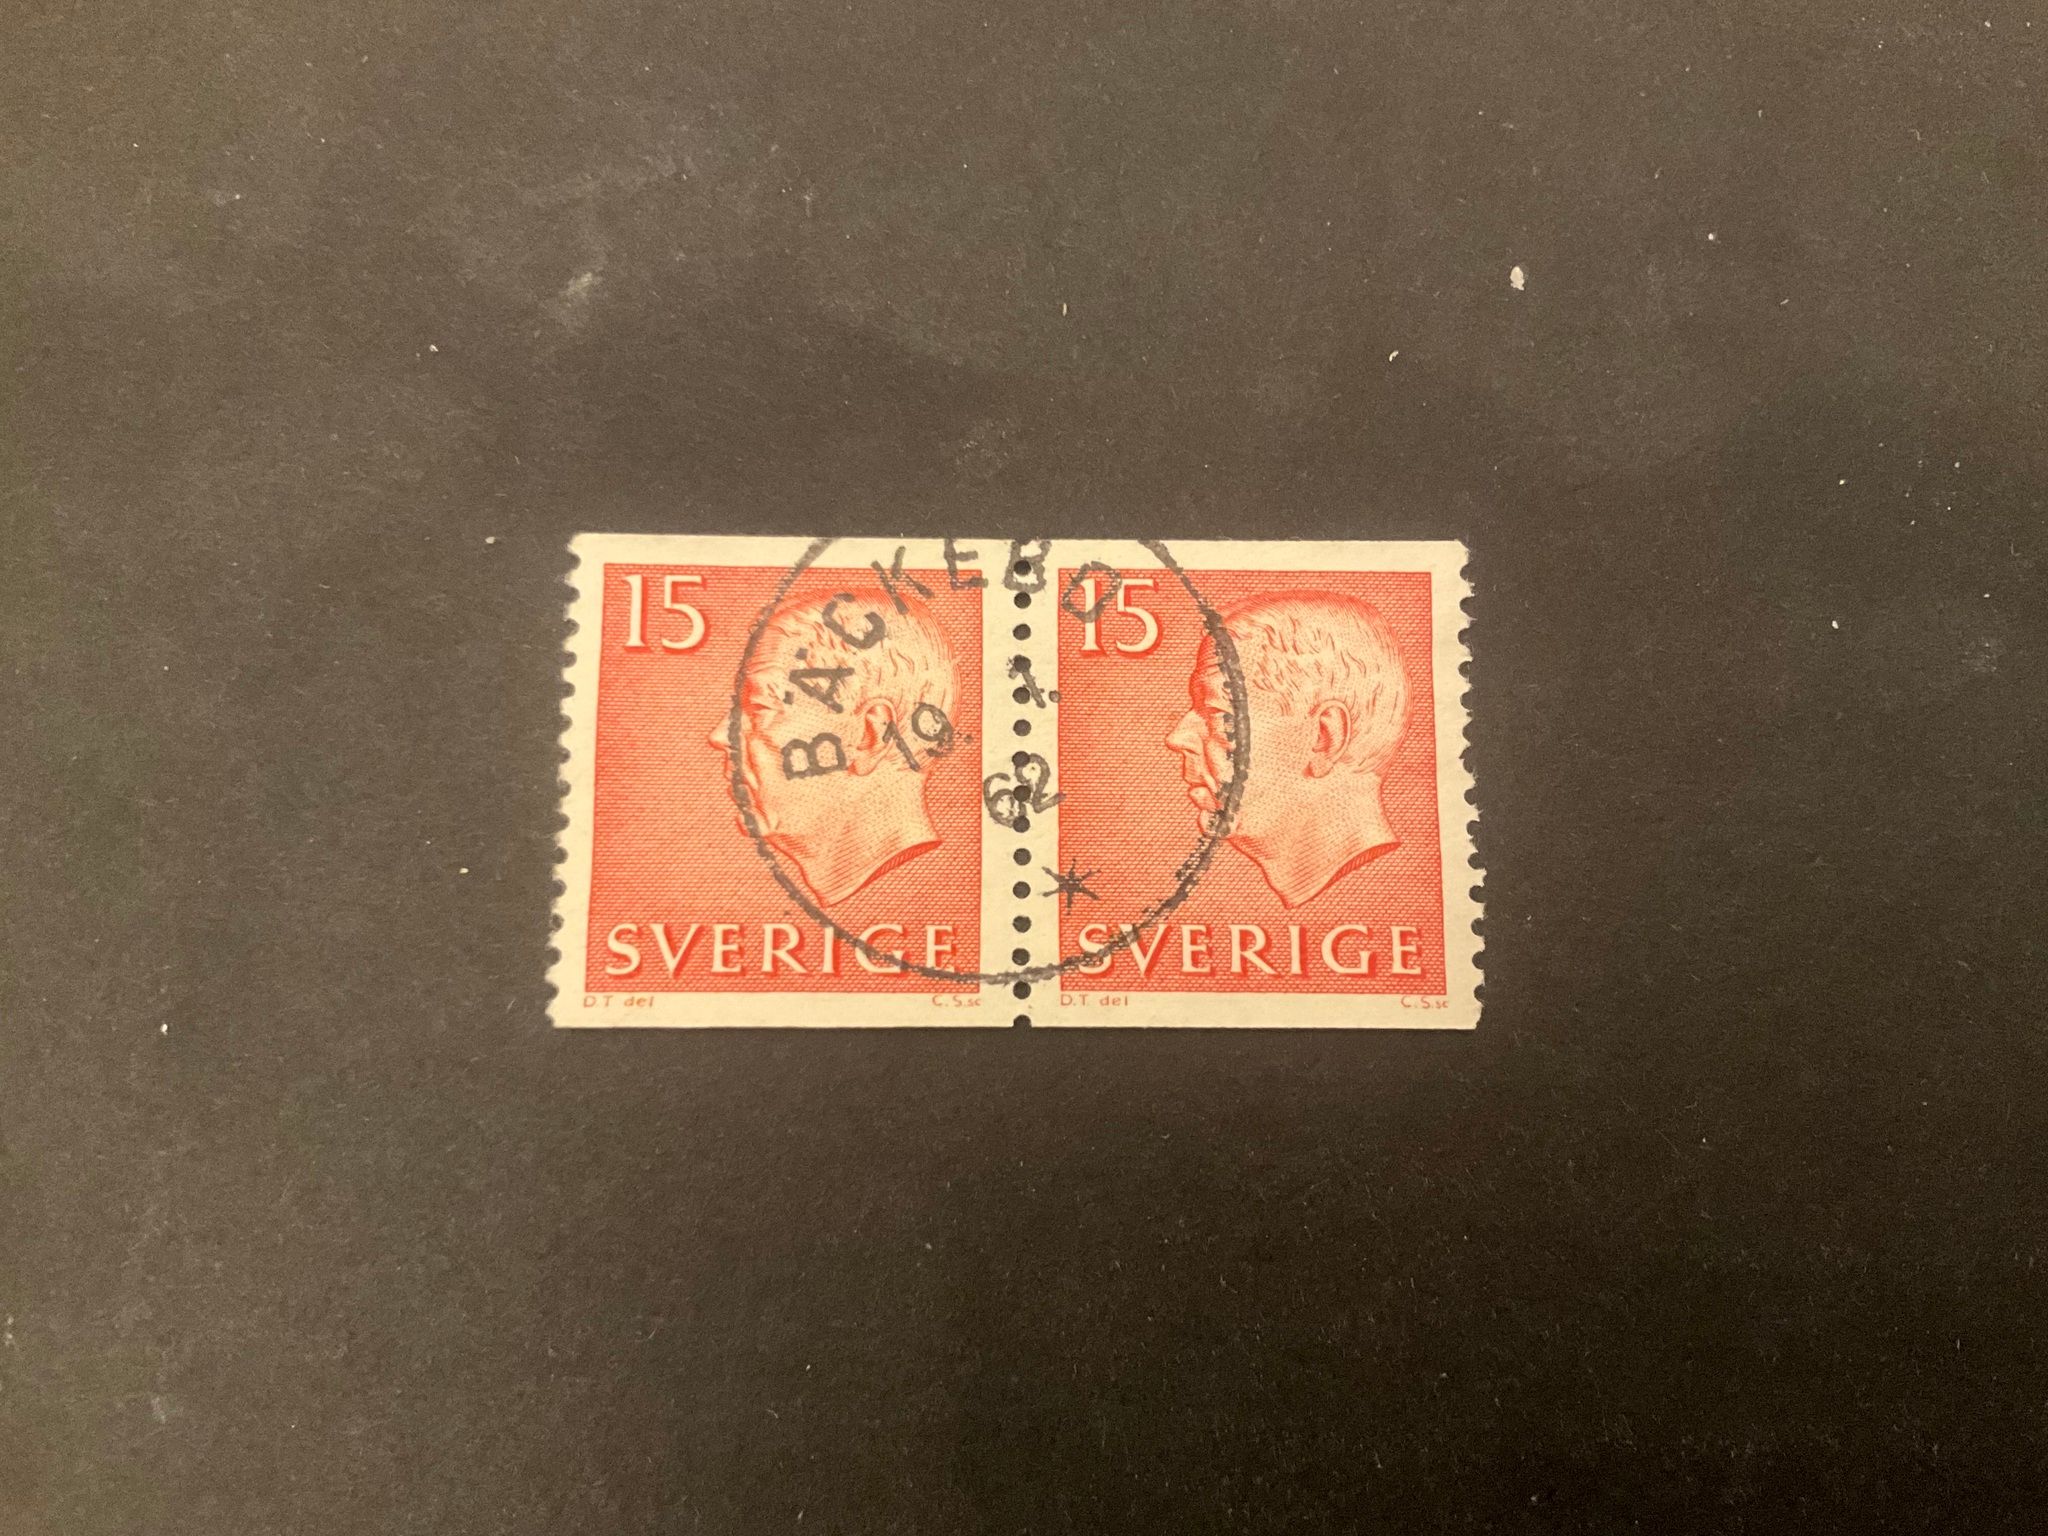 15
15
SVERIGE
SVERIGE
D.T del
C.S.sc
D.T. del
C.S.sc
BÄCKEBO
19. 1.
62
*